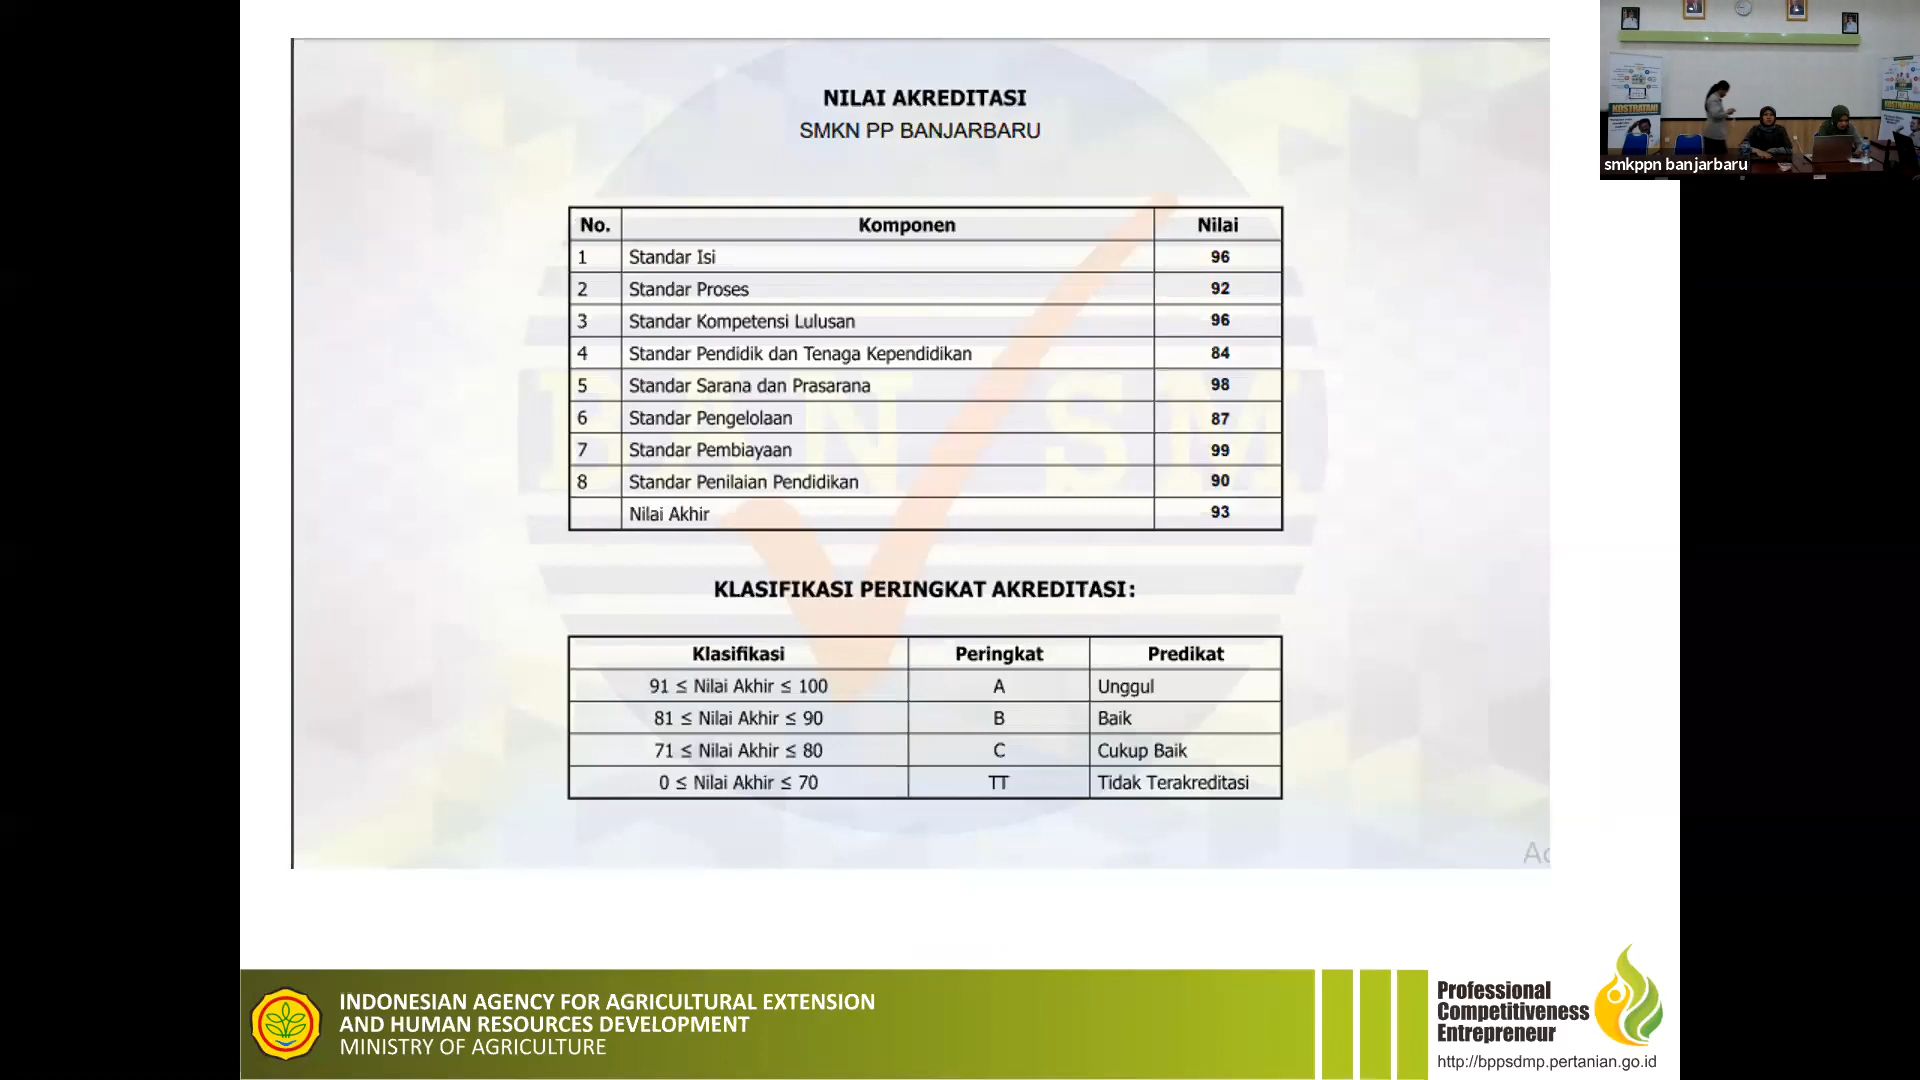 NILAI AKREDITASI
SMKN PP BANJARBARU
No. Komponen Nilai
1 Standar Isi 96
2 Standar Proses 92
3 Standar Kompetensi Lulusan 96
4 Standar Pendidik dan Tenaga Kependidikan 84
5 Standar Sarana dan Prasarana 98
6 Standar Pengelolaan 87
7 Standar Pembiayaan 99
8 Standar Penilaian Pendidikan 90
Nilai Akhir 93
KLASIFIKASI PERINGKAT AKREDITASI:
Klasifikasi Peringkat Predikat
91 ≤ Nilai Akhir ≤ 100 A Unggul
81 ≤ Nilai Akhir ≤ 90 B Baik
71 ≤ Nilai Akhir ≤ 80 C Cukup Baik
0 ≤ Nilai Akhir ≤ 70 TT Tidak Terakreditasi
BAN SM
KOSTRATANI
smkppn banjarbaru
INDONESIAN AGENCY FOR AGRICULTURAL EXTENSION
AND HUMAN RESOURCES DEVELOPMENT
MINISTRY OF AGRICULTURE
Professional
Competitiveness
Entrepreneur
http://bppsdmp.pertanian.go.id